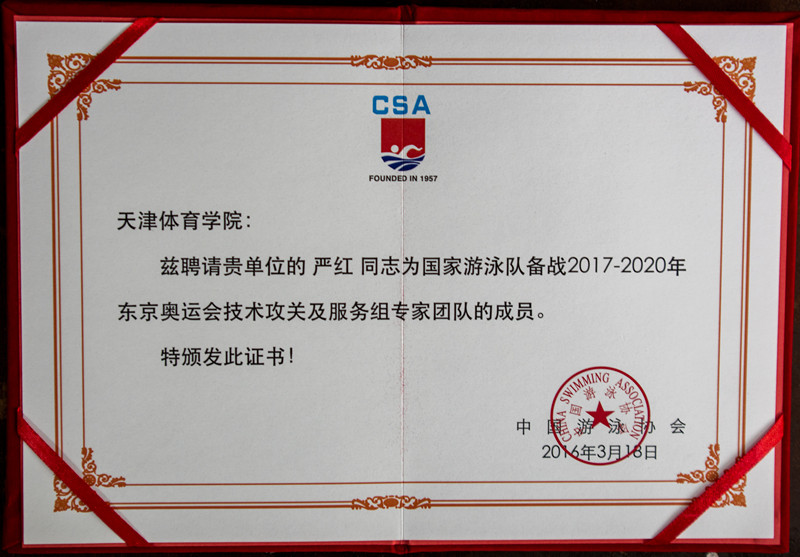 CSA
FOUNDED IN 1957
天津体育学院：
兹聘请贵单位的 严红 同志为国家游泳队备战2017-2020年
东京奥运会技术攻关及服务组专家团队的成员。
特颁发此证书！
CHINA SWIMMING ASSOCIATION
中国游泳协会
中国游泳协会
2016年3月18日